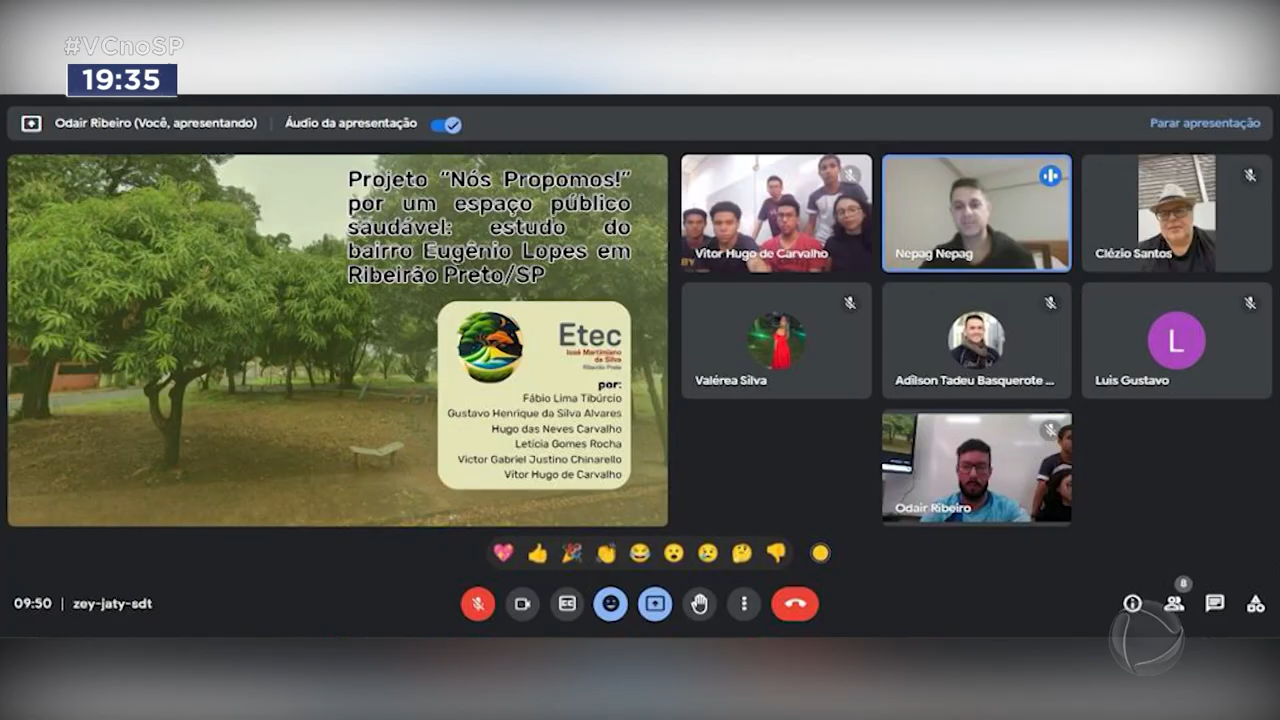 #VCnoSP
19:35
Odair Ribeiro (Você, apresentando)
Áudio da apresentação
Parar apresentação
Projeto "Nós Propomos!"
por um espaço público
saudável: estudo do
bairro Eugênio Lopes em
Ribeirão Preto/SP
Etec
José Martimiano
da Silva
Ribeirão Preto
por:
Fábio Lima Tibúrcio
Gustavo Henrique da Silva Alvares
Hugo das Neves Carvalho
Letícia Gomes Rocha
Victor Gabriel Justino Chinarello
Vitor Hugo de Carvalho
Vitor Hugo de Carvalho
Nepag Nepag
Clézio Santos
Valérea Silva
Adilson Tadeu Basquerote ...
L
Luis Gustavo
Odair Ribeiro
09:50 | zey-jaty-sdt
CC
8